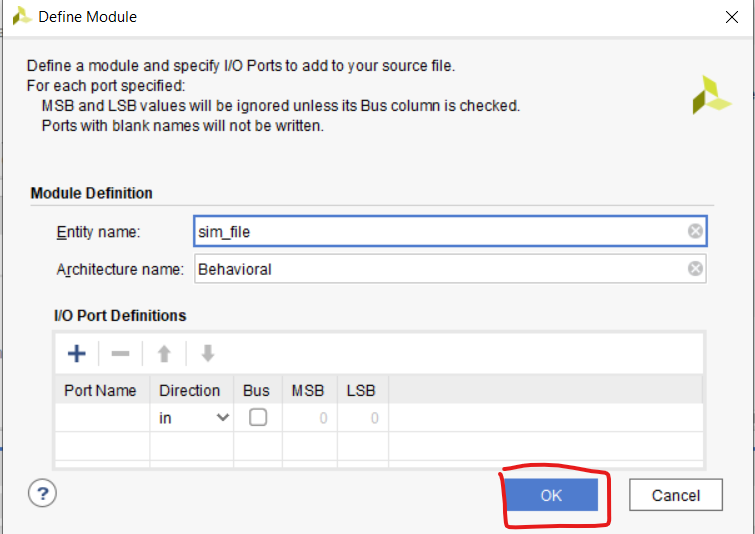 Define Module
Define a module and specify I/O Ports to add to your source file.
For each port specified:
MSB and LSB values will be ignored unless its Bus column is checked.
Ports with blank names will not be written.
Module Definition
Entity name: sim_file
Architecture name: Behavioral
I/O Port Definitions
Port Name Direction Bus MSB LSB
in 0 0
? OK Cancel